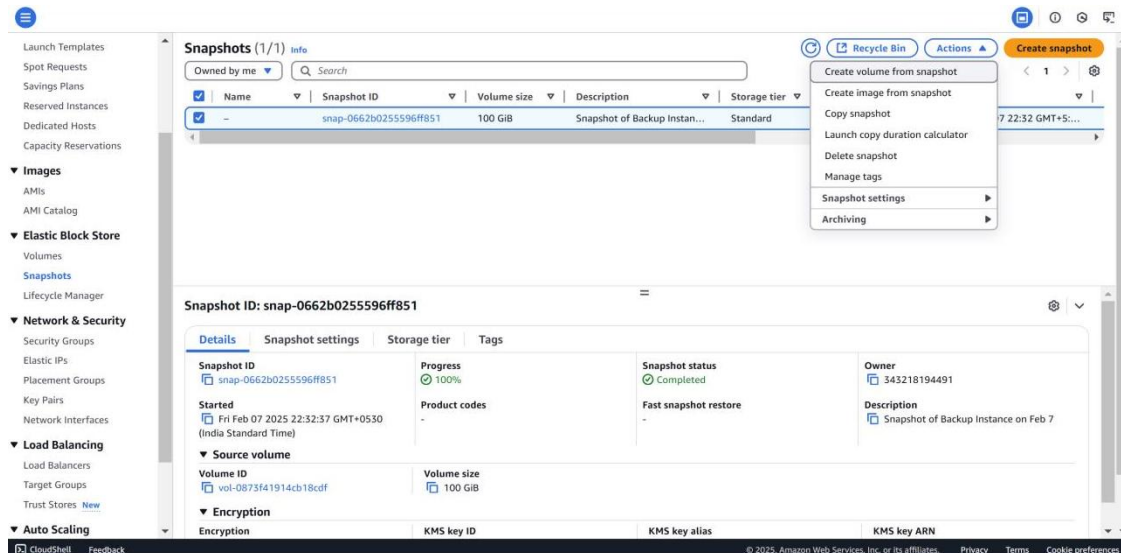 Launch Templates
Spot Requests
Savings Plans
Reserved Instances
Dedicated Hosts
Capacity Reservations
Images
AMIs
AMI Catalog
Elastic Block Store
Volumes
Snapshots
Lifecycle Manager
Network & Security
Security Groups
Elastic IPs
Placement Groups
Key Pairs
Network Interfaces
Load Balancing
Load Balancers
Target Groups
Trust Stores New
Auto Scaling
Snapshots (1/1) Info
Recycle Bin Actions Create snapshot
Owned by me Search 1
Name Snapshot ID Volume size Description Storage tier
- snap-0662b0255596ff851 100 GiB Snapshot of Backup Instan... Standard 7 22:32 GMT+5:...
Create volume from snapshot
Create image from snapshot
Copy snapshot
Launch copy duration calculator
Delete snapshot
Manage tags
Snapshot settings
Archiving
Snapshot ID: snap-0662b0255596ff851
Details Snapshot settings Storage tier Tags
Snapshot ID Progress Snapshot status Owner
snap-0662b0255596ff851 100% Completed 343218194491
Started Product codes Fast snapshot restore Description
Fri Feb 07 2025 22:32:37 GMT+0530 - - Snapshot of Backup Instance on Feb 7
(India Standard Time)
Source volume
Volume ID Volume size
vol-0873f41914cb18cdf 100 GiB
Encryption
Encryption KMS key ID KMS key alias KMS key ARN
CloudShell Feedback © 2025, Amazon Web Services, Inc. or its affiliates. Privacy Terms Cookie preferences